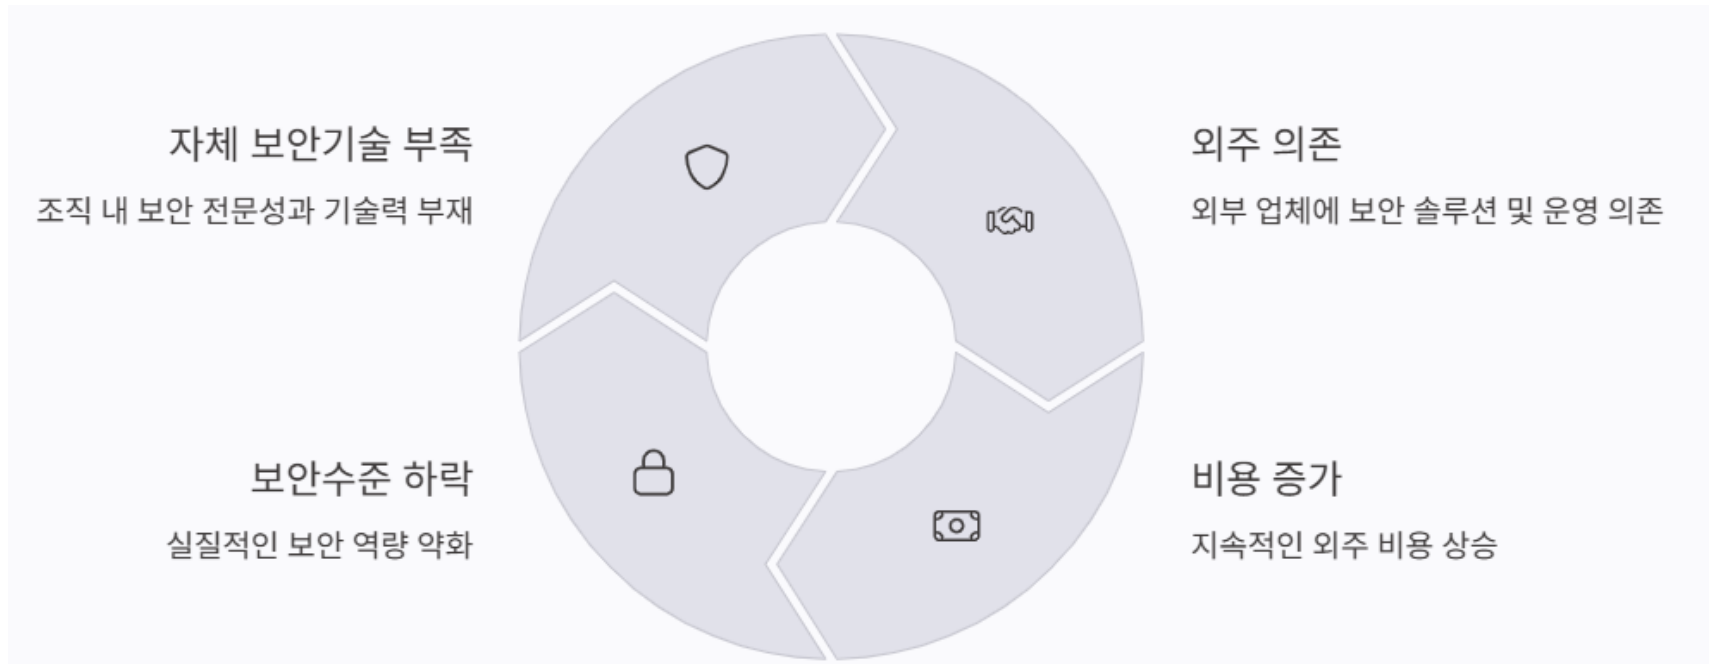 자체 보안기술 부족
조직 내 보안 전문성과 기술력 부재
외주 의존
외부 업체에 보안 솔루션 및 운영 의존
보안수준 하락
실질적인 보안 역량 약화
비용 증가
지속적인 외주 비용 상승